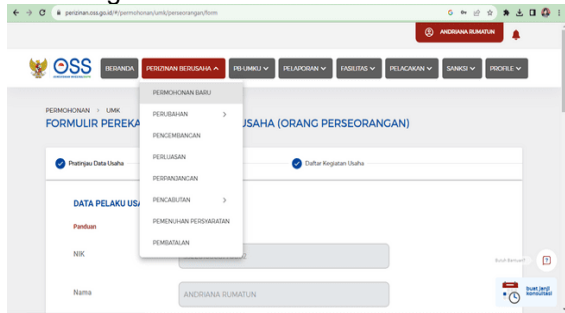 perizinan.oss.go.id/#/permohonan/umk/perseorangan/form
ANDRIANA RUMATUN
OSS
BERANDA PERIZINAN BERUSAHA PB-UMKU PELAPORAN FASILITAS PELACAKAN SANKSI PROFILE
PERMOHONAN BARU
PERUBAHAN >
PENGEMBANGAN
PERLUASAN
PERPANJANGAN
PENCABUTAN >
PEMENUHAN PERSYARATAN
PEMBATALAN
PERMOHONAN > UMK
FORMULIR PEREKA USAHA (ORANG PERSEORANGAN)
Pratinjau Data Usaha Daftar Kegiatan Usaha
DATA PELAKU USA
Panduan
NIK
Nama ANDRIANA RUMATUN
Butuh Bantuan?
buat janji
konsultasi